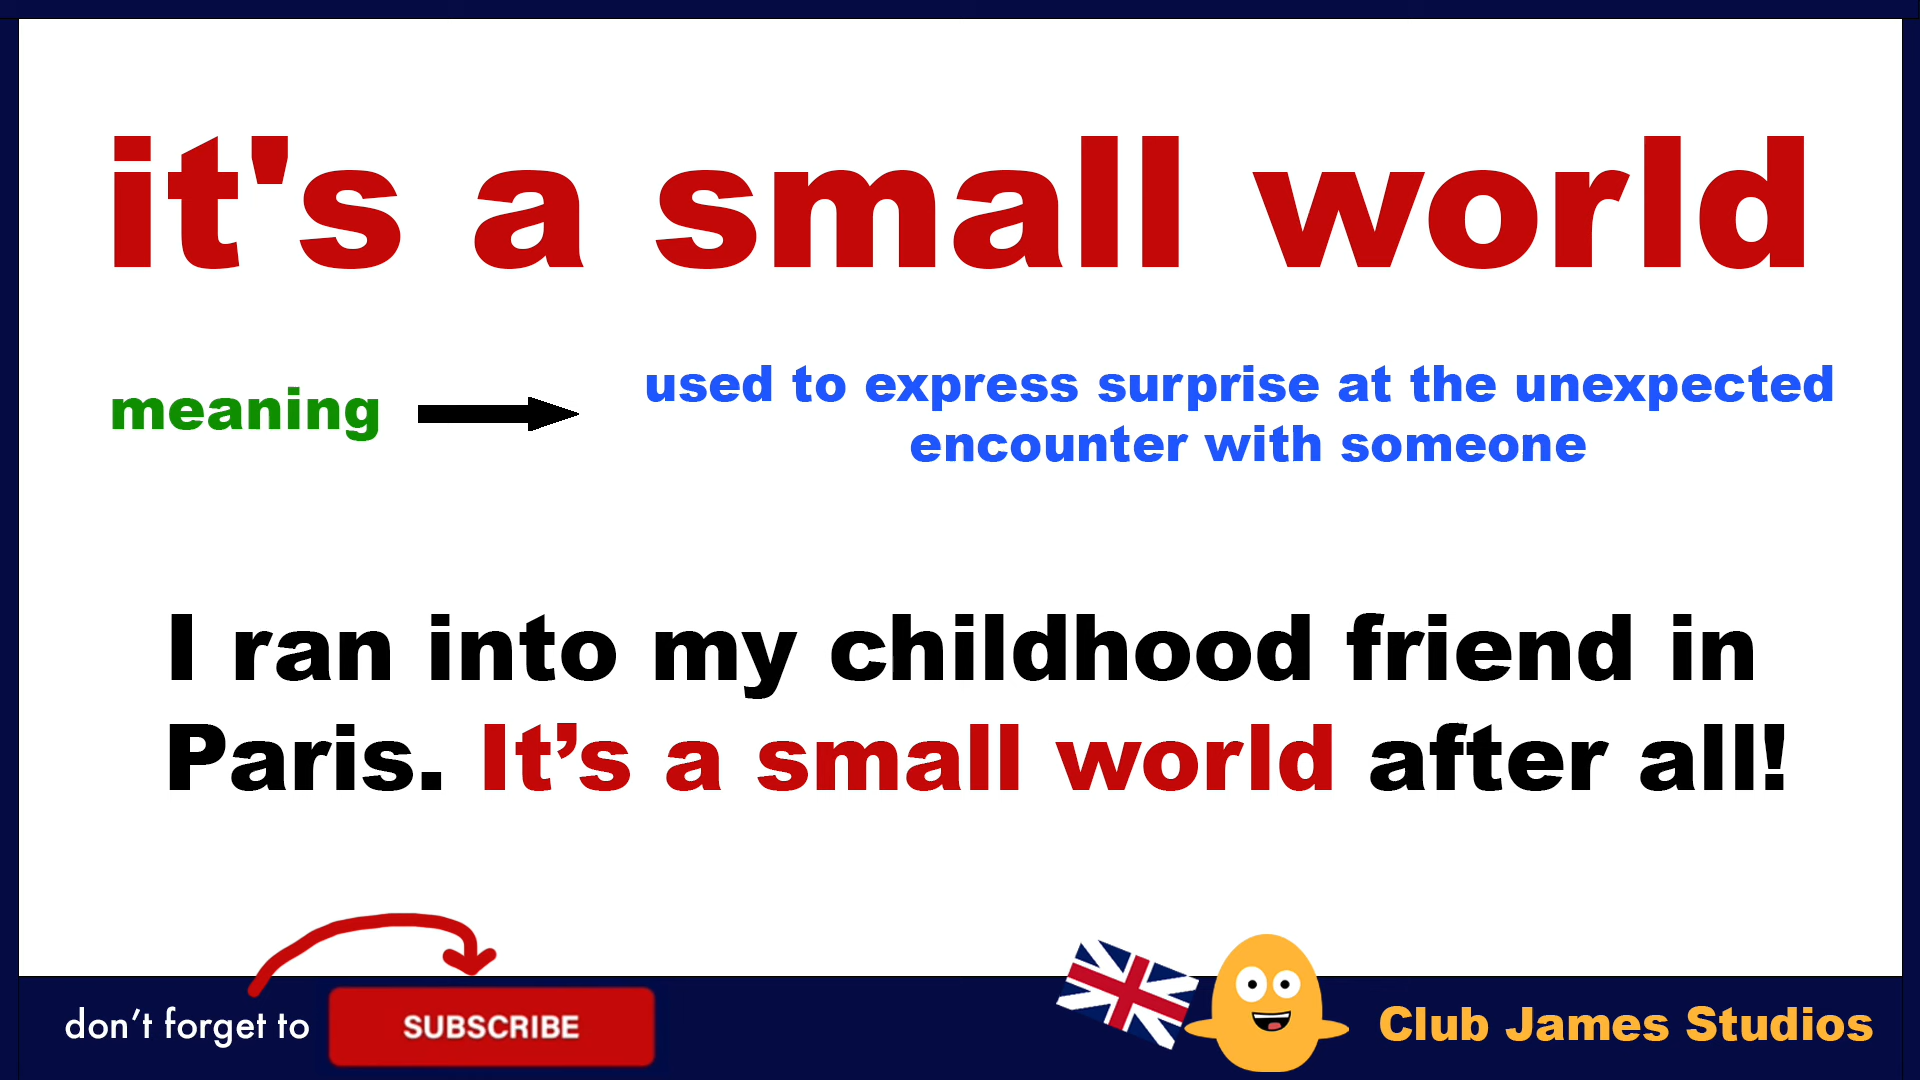 it's a small world
meaning
used to express surprise at the unexpected
encounter with someone
I ran into my childhood friend in
Paris. It’s a small world after all!
don’t forget to
SUBSCRIBE
Club James Studios